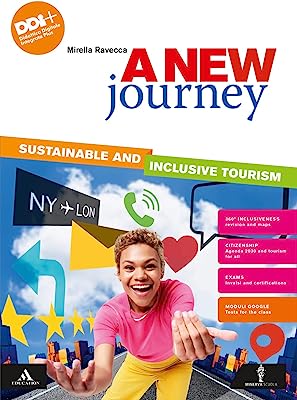 DDI+
Didattica Digitale
Integrata Plus
Mirella Ravecca
A NEW
journey
SUSTAINABLE AND
INCLUSIVE TOURISM
NY LON
360° INCLUSIVENESS
revision and maps
CITIZENSHIP
Agenda 2030 and tourism
for all
EXAMS
Invalsi and certifications
MODULI GOOGLE
Tests for the class
A
EDUCATION
MINERVA SCUOLA